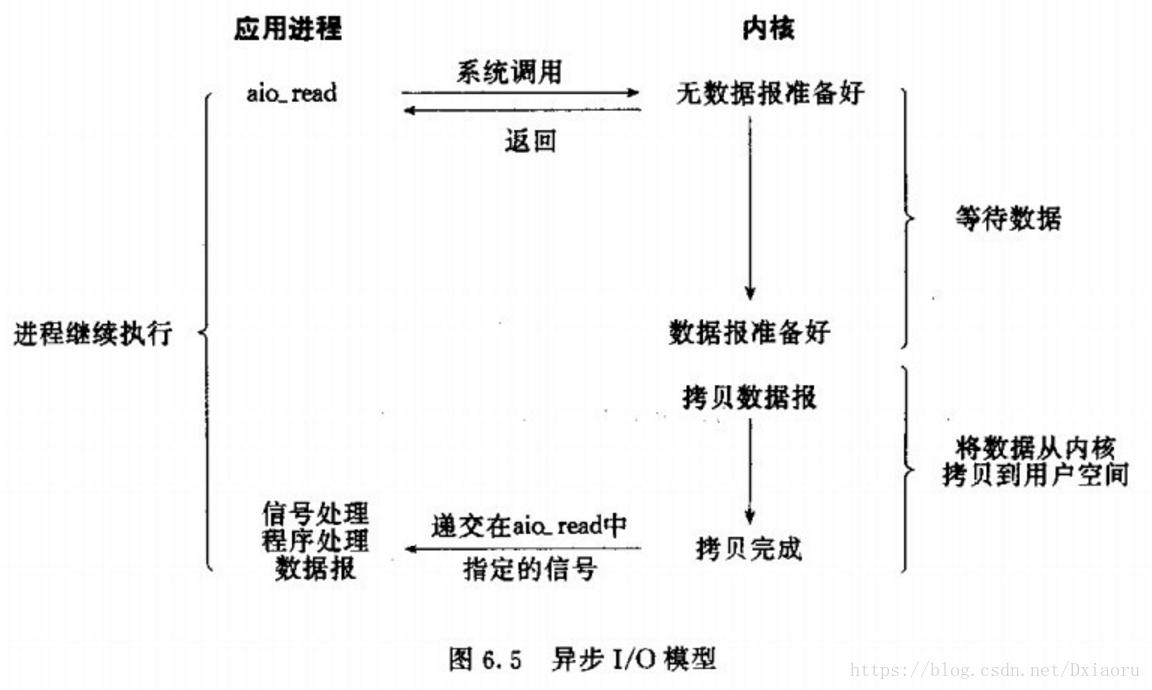 应用进程
内核
aio_read
系统调用
无数据报准备好
返回
等待数据
进程继续执行
数据报准备好
拷贝数据报
将数据从内核
拷贝到用户空间
信号处理
程序处理
数据报
递交在aio_read中
指定的信号
拷贝完成
图 6.5 异步 I/O 模型
https://blog.csdn.net/Dxiaoru